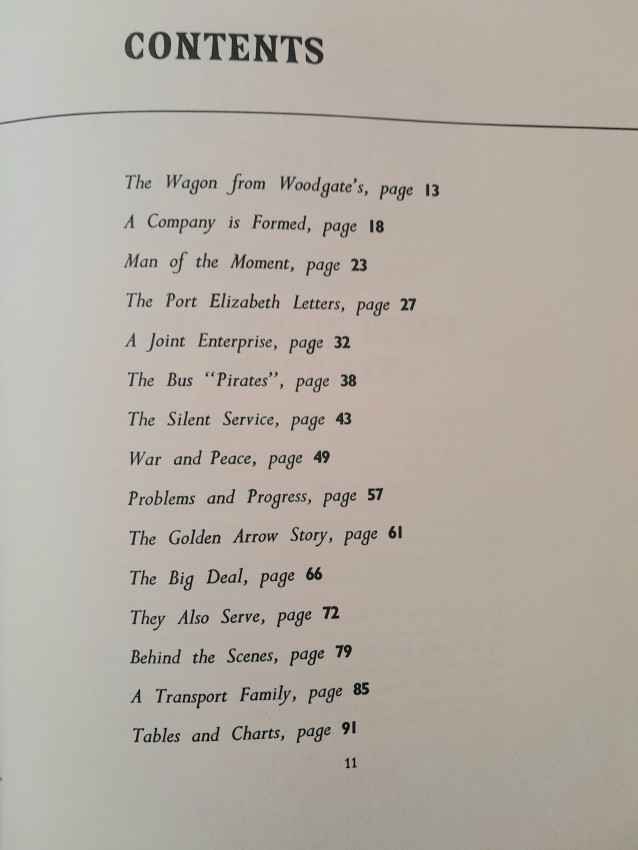 CONTENTS
The Wagon from Woodgate's, page 13
A Company is Formed, page 18
Man of the Moment, page 23
The Port Elizabeth Letters, page 27
A Joint Enterprise, page 32
The Bus "Pirates", page 38
The Silent Service, page 43
War and Peace, page 49
Problems and Progress, page 57
The Golden Arrow Story, page 61
The Big Deal, page 66
They Also Serve, page 72
Behind the Scenes, page 79
A Transport Family, page 85
Tables and Charts, page 91
11